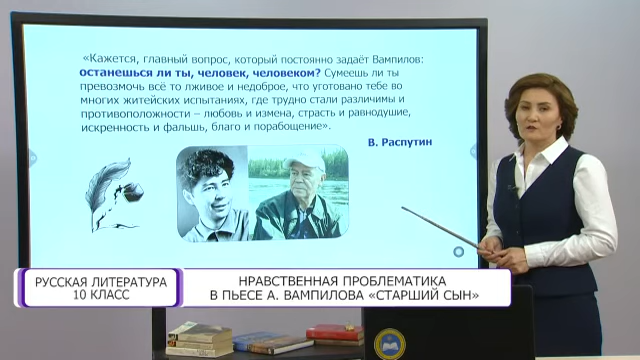 «Кажется, главный вопрос, который постоянно задаёт Вампилов:
останешься ли ты, человек, человеком? Сумеешь ли ты
превозмочь всё то лживое и недоброе, что уготовано тебе во
многих житейских испытаниях, где трудно стали различимы и
противоположности – любовь и измена, страсть и равнодушие,
искренность и фальшь, благо и порабощение».
В. Распутин
РУССКАЯ ЛИТЕРАТУРА
10 КЛАСС
НРАВСТВЕННАЯ ПРОБЛЕМАТИКА
В ПЬЕСЕ А. ВАМПИЛОВА «СТАРШИЙ СЫН»